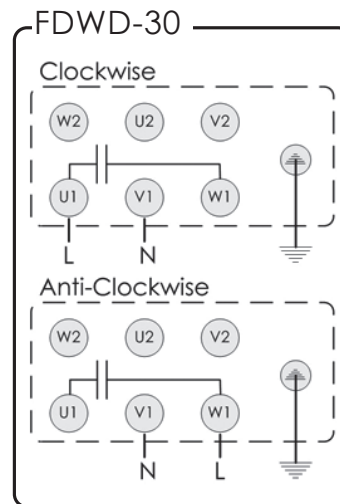 FDWD-30
Clockwise
W2 U2 V2
U1 V1 W1
L N
Anti-Clockwise
W2 U2 V2
U1 V1 W1
N L